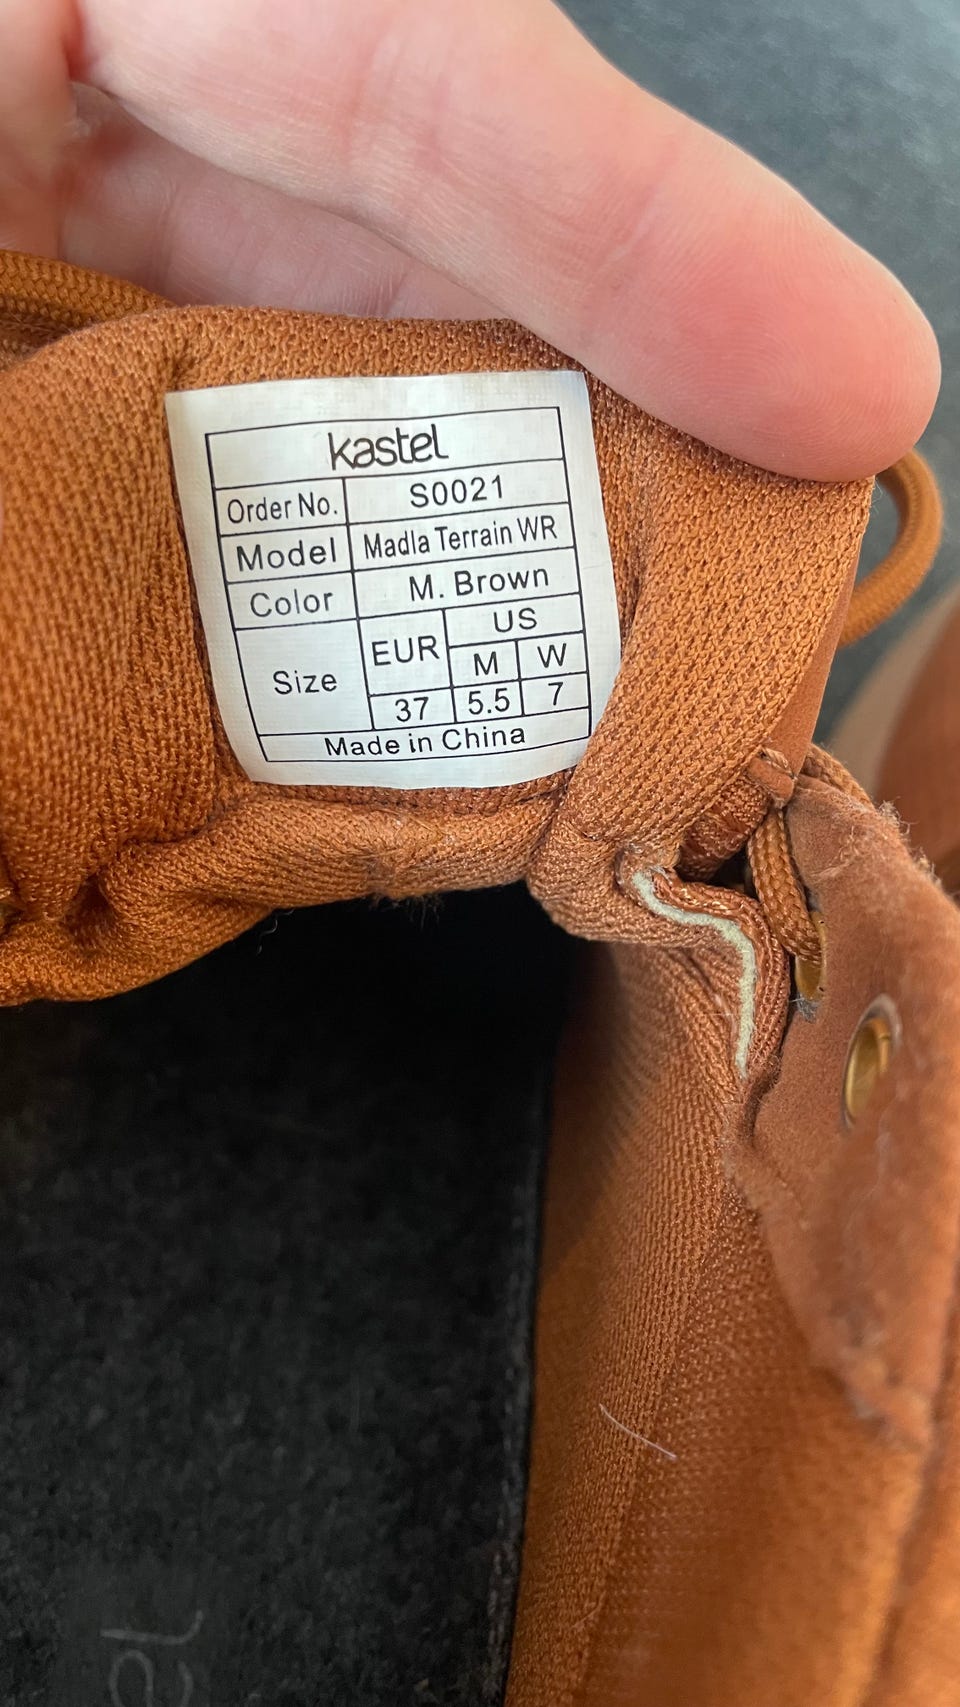 kastel
Order No. S0021
Model Madla Terrain WR
Color M. Brown
Size EUR US
M W
37 5.5 7
Made in China